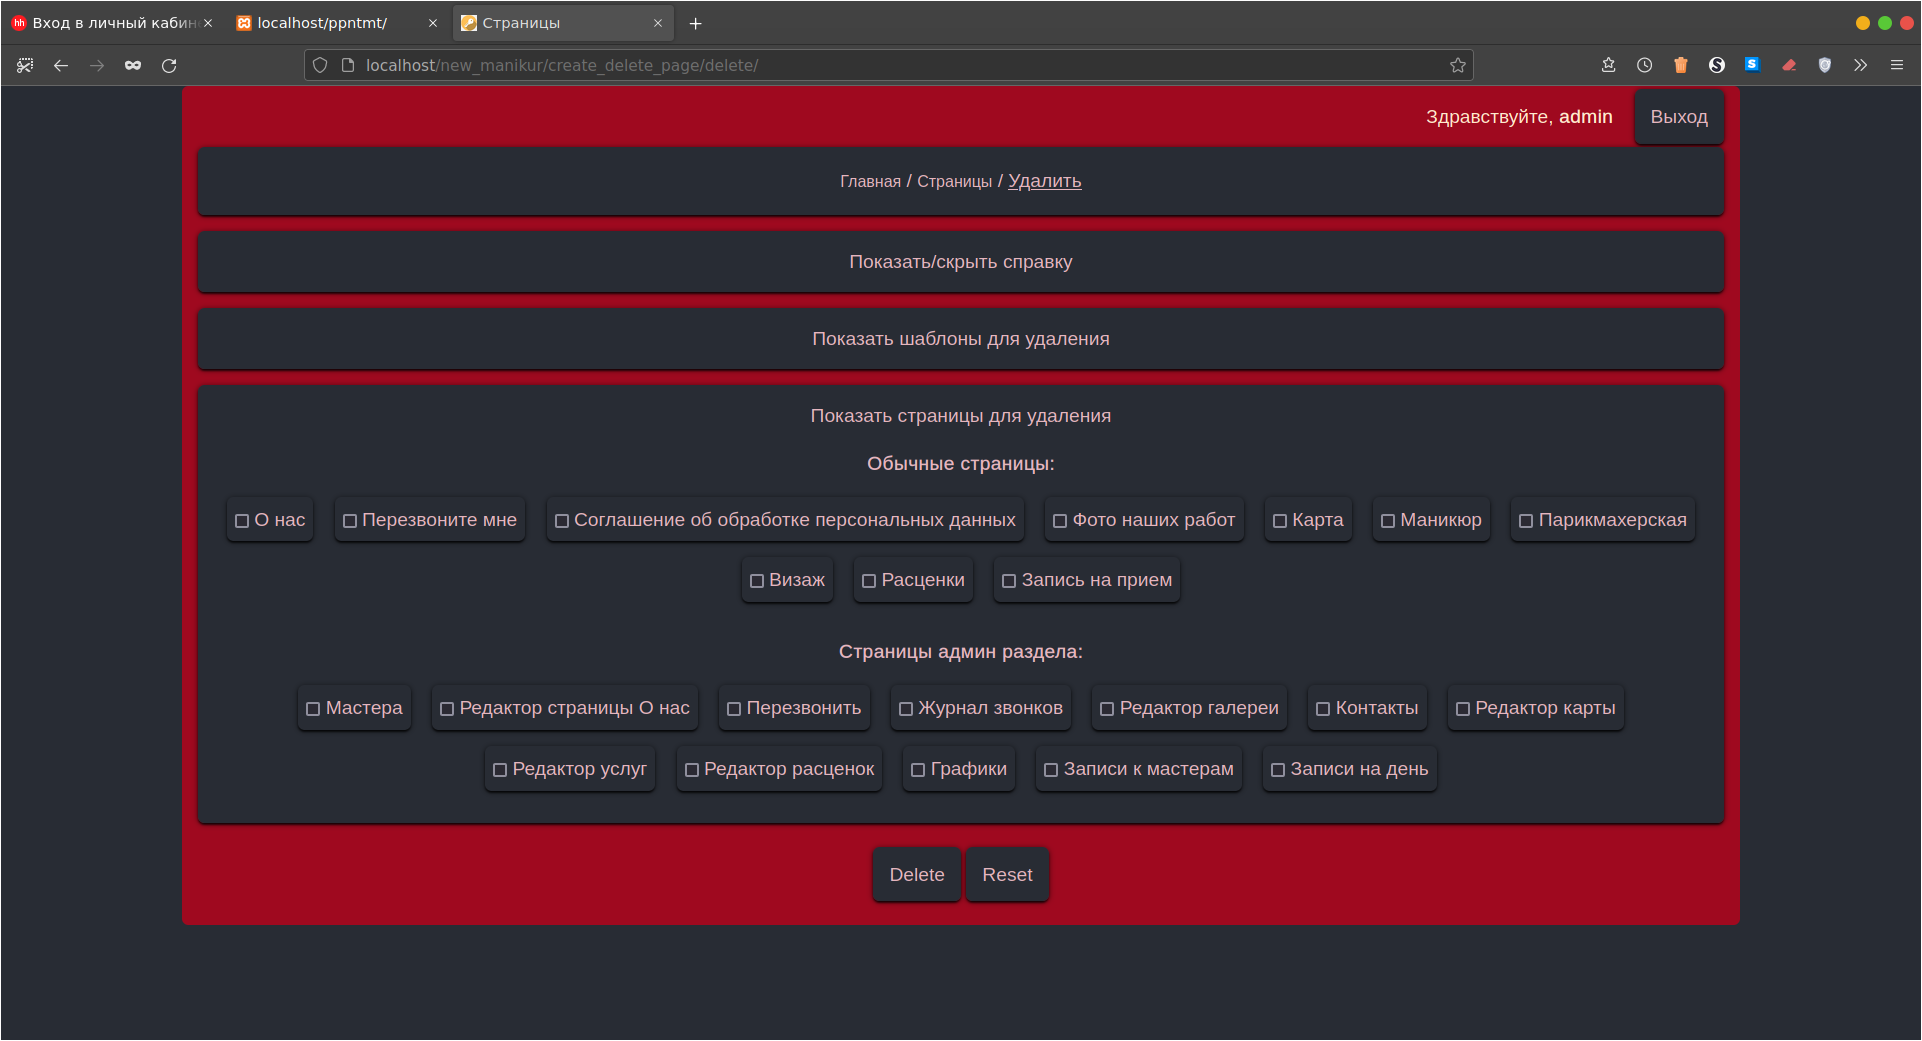 Вход в личный кабин
localhost/ppntmt/
Страницы
localhost/new_manikur/create_delete_page/delete/
Здравствуйте, admin Выход
Главная / Страницы / Удалить
Показать/скрыть справку
Показать шаблоны для удаления
Показать страницы для удаления
Обычные страницы:
О нас Перезвоните мне Соглашение об обработке персональных данных Фото наших работ Карта Маникюр Парикмахерская
Визаж Расценки Запись на прием
Страницы админ раздела:
Мастера Редактор страницы О нас Перезвонить Журнал звонков Редактор галереи Контакты Редактор карты
Редактор услуг Редактор расценок Графики Записи к мастерам Записи на день
Delete Reset